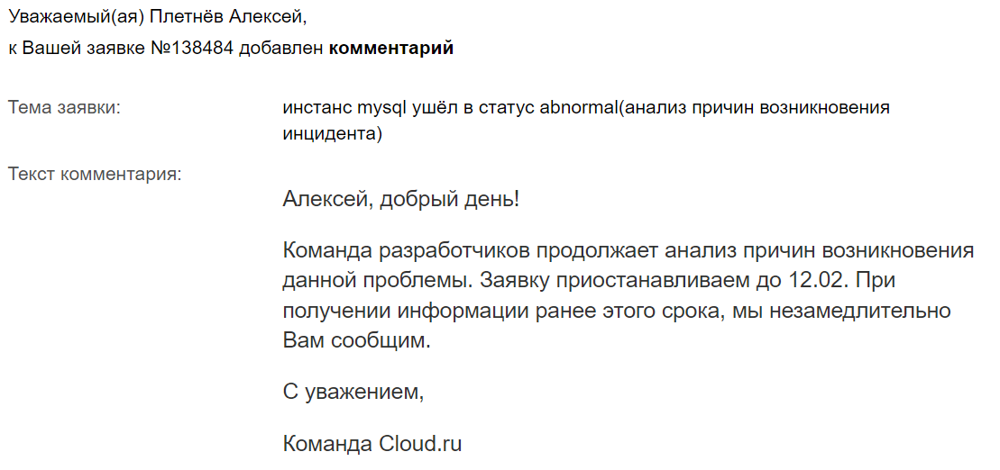 Уважаемый(ая) Плетнёв Алексей,
к Вашей заявке №138484 добавлен комментарий
Тема заявки:
инстанс mysql ушёл в статус abnormal(анализ причин возникновения
инцидента)
Текст комментария:
Алексей, добрый день!
Команда разработчиков продолжает анализ причин возникновения
данной проблемы. Заявку приостанавливаем до 12.02. При
получении информации ранее этого срока, мы незамедлительно
Вам сообщим.
С уважением,
Команда Cloud.ru